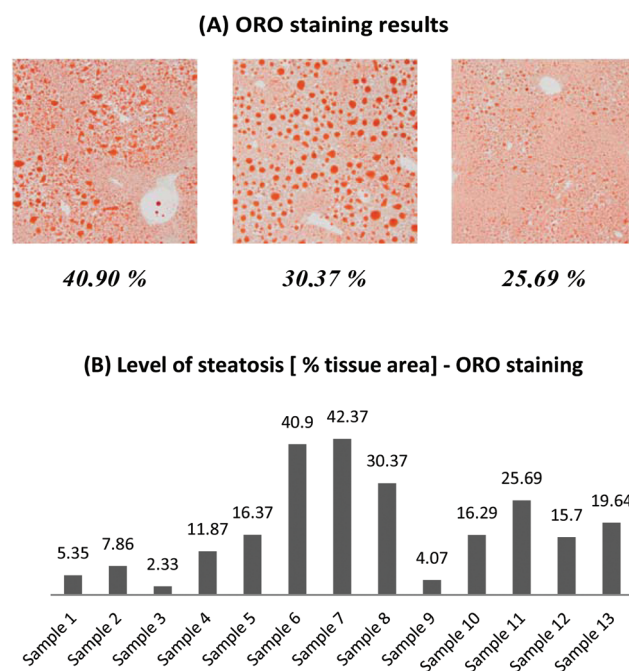 (A) ORO staining results
40.90 % 30.37 % 25.69 %
(B) Level of steatosis [ % tissue area] - ORO staining
5.35 7.86 2.33 11.87 16.37 40.9 42.37 30.37 4.07 16.29 25.69 15.7 19.64
Sample 1 Sample 2 Sample 3 Sample 4 Sample 5 Sample 6 Sample 7 Sample 8 Sample 9 Sample 10 Sample 11 Sample 12 Sample 13